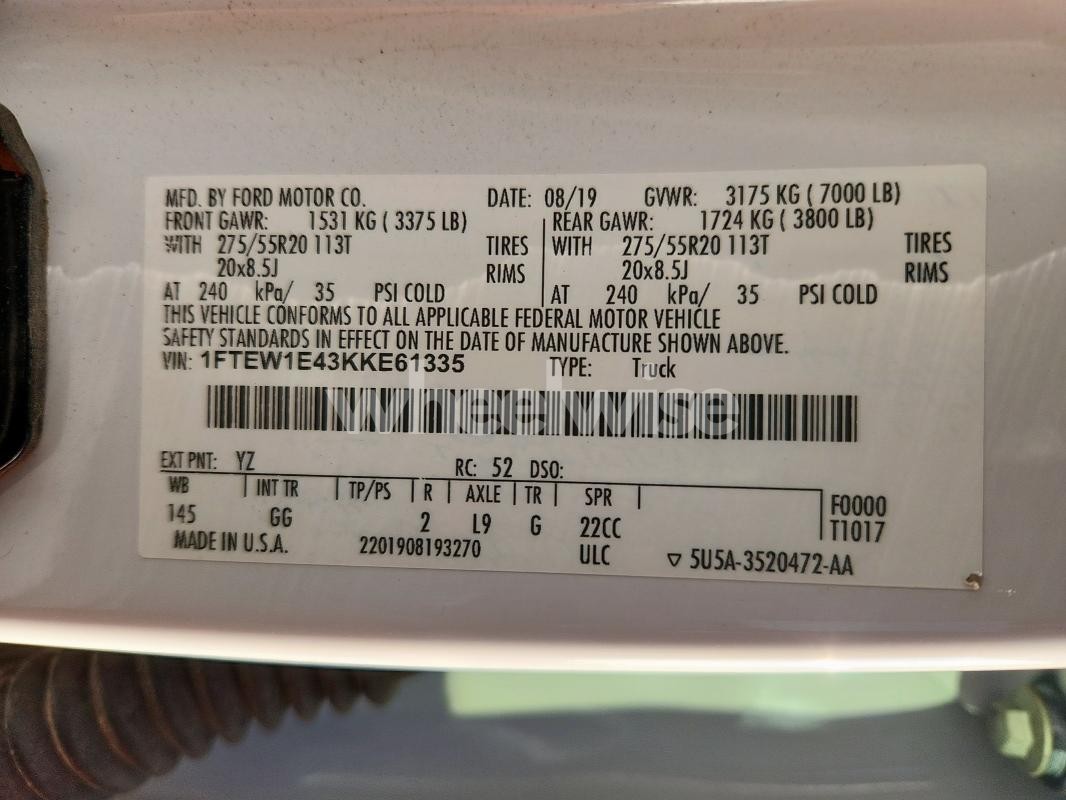 MFD. BY FORD MOTOR CO. DATE: 08/19 GVWR: 3175 KG ( 7000 LB)
FRONT GAWR: 1531 KG ( 3375 LB) REAR GAWR: 1724 KG ( 3800 LB)
WITH 275/55R20 113T TIRES WITH 275/55R20 113T TIRES
20x8.5J RIMS 20x8.5J RIMS
AT 240 kPa/ 35 PSI COLD AT 240 kPa/ 35 PSI COLD
THIS VEHICLE CONFORMS TO ALL APPLICABLE FEDERAL MOTOR VEHICLE
SAFETY STANDARDS IN EFFECT ON THE DATE OF MANUFACTURE SHOWN ABOVE.
VIN: 1FTEW1E43KKE61335 TYPE: Truck
wheelwise
EXT PNT: YZ RC: 52 DSO:
WB INT TR TP/PS R AXLE TR SPR F0000
145 GG 2 L9 G 22CC T1017
MADE IN U.S.A. 2201908193270 ULC ▽ 5U5A-3520472-AA